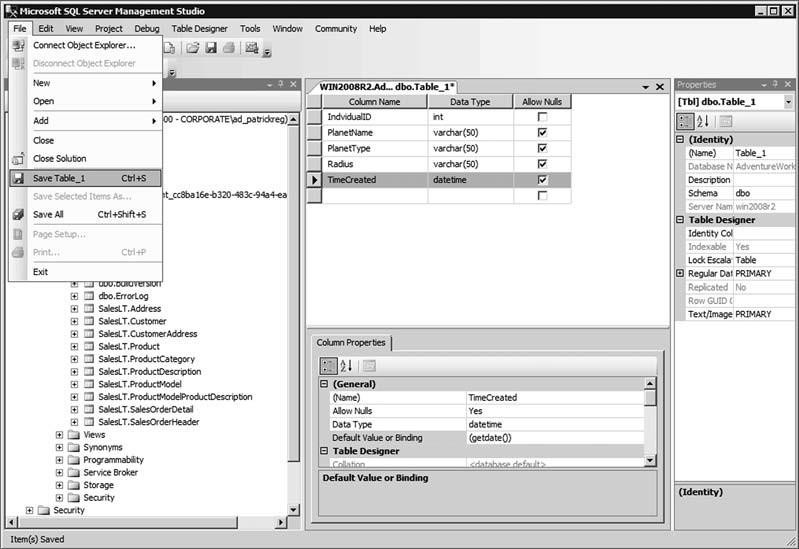 Microsoft SQL Server Management Studio
File Edit View Project Debug Table Designer Tools Window Community Help
Connect Object Explorer...
Disconnect Object Explorer
New
Open
Add
Close
Close Solution
Save Table_1 Ctrl+S
Save Selected Items As...
Save All Ctrl+Shift+S
Page Setup...
Print... Ctrl+P
Exit
00 - CORPORATE\ad_patrickreg)
nt_cc8ba16e-b320-483c-94a4-ea
dbo.BuildVersion
dbo.ErrorLog
SalesLT.Address
SalesLT.Customer
SalesLT.CustomerAddress
SalesLT.Product
SalesLT.ProductCategory
SalesLT.ProductDescription
SalesLT.ProductModel
SalesLT.ProductModelProductDescription
SalesLT.SalesOrderDetail
SalesLT.SalesOrderHeader
Views
Synonyms
Programmability
Service Broker
Storage
Security
Security
WIN2008R2.Ad... dbo.Table_1*
Column Name Data Type Allow Nulls
IndvidualID int
PlanetName varchar(50)
PlanetType varchar(50)
Radius varchar(50)
TimeCreated datetime
Column Properties
(General)
(Name) TimeCreated
Allow Nulls Yes
Data Type datetime
Default Value or Binding (getdate())
Table Designer
Collation <database default>
Default Value or Binding
Properties
[Tbl] dbo.Table_1
(Identity)
(Name) Table_1
Database N AdventureWork
Description
Schema dbo
Server Name win2008r2
Table Designer
Identity Col
Indexable Yes
Lock Escala Table
Regular Dat PRIMARY
Replicated No
Row GUID C
Text/Image PRIMARY
(Identity)
Item(s) Saved